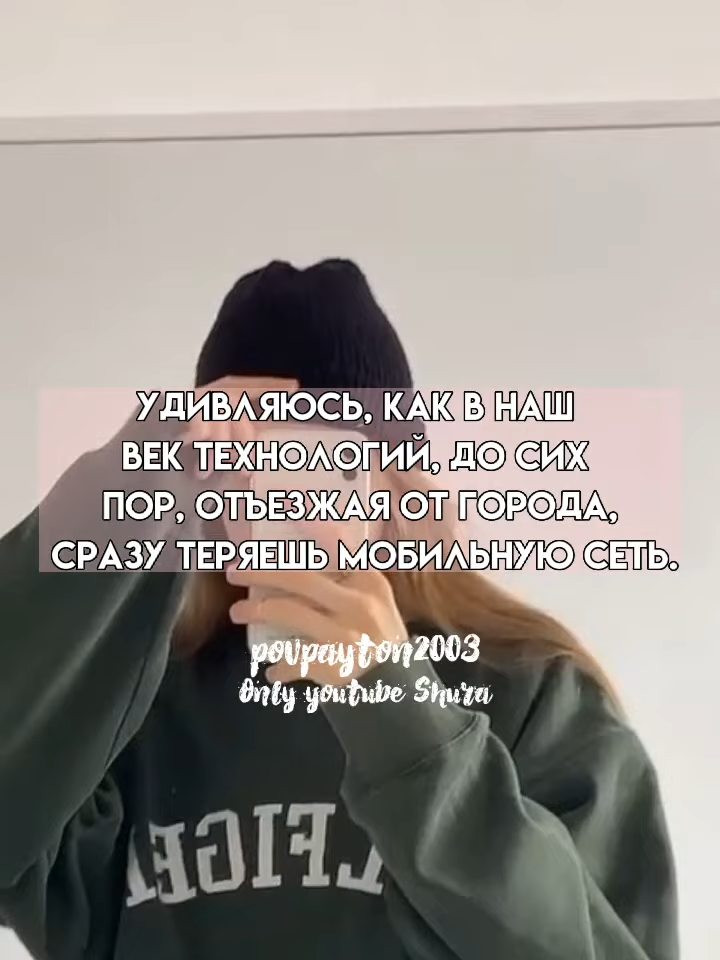 УДИВЛЯЮСЬ, КАК В НАШ
ВЕК ТЕХНОЛОГИЙ, ДО СИХ
ПОР, ОТЪЕЗЖАЯ ОТ ГОРОДА,
СРАЗУ ТЕРЯЕШЬ МОБИЛЬНУЮ СЕТЬ.
povpayton2003
Only youtube Shura
LFIGER